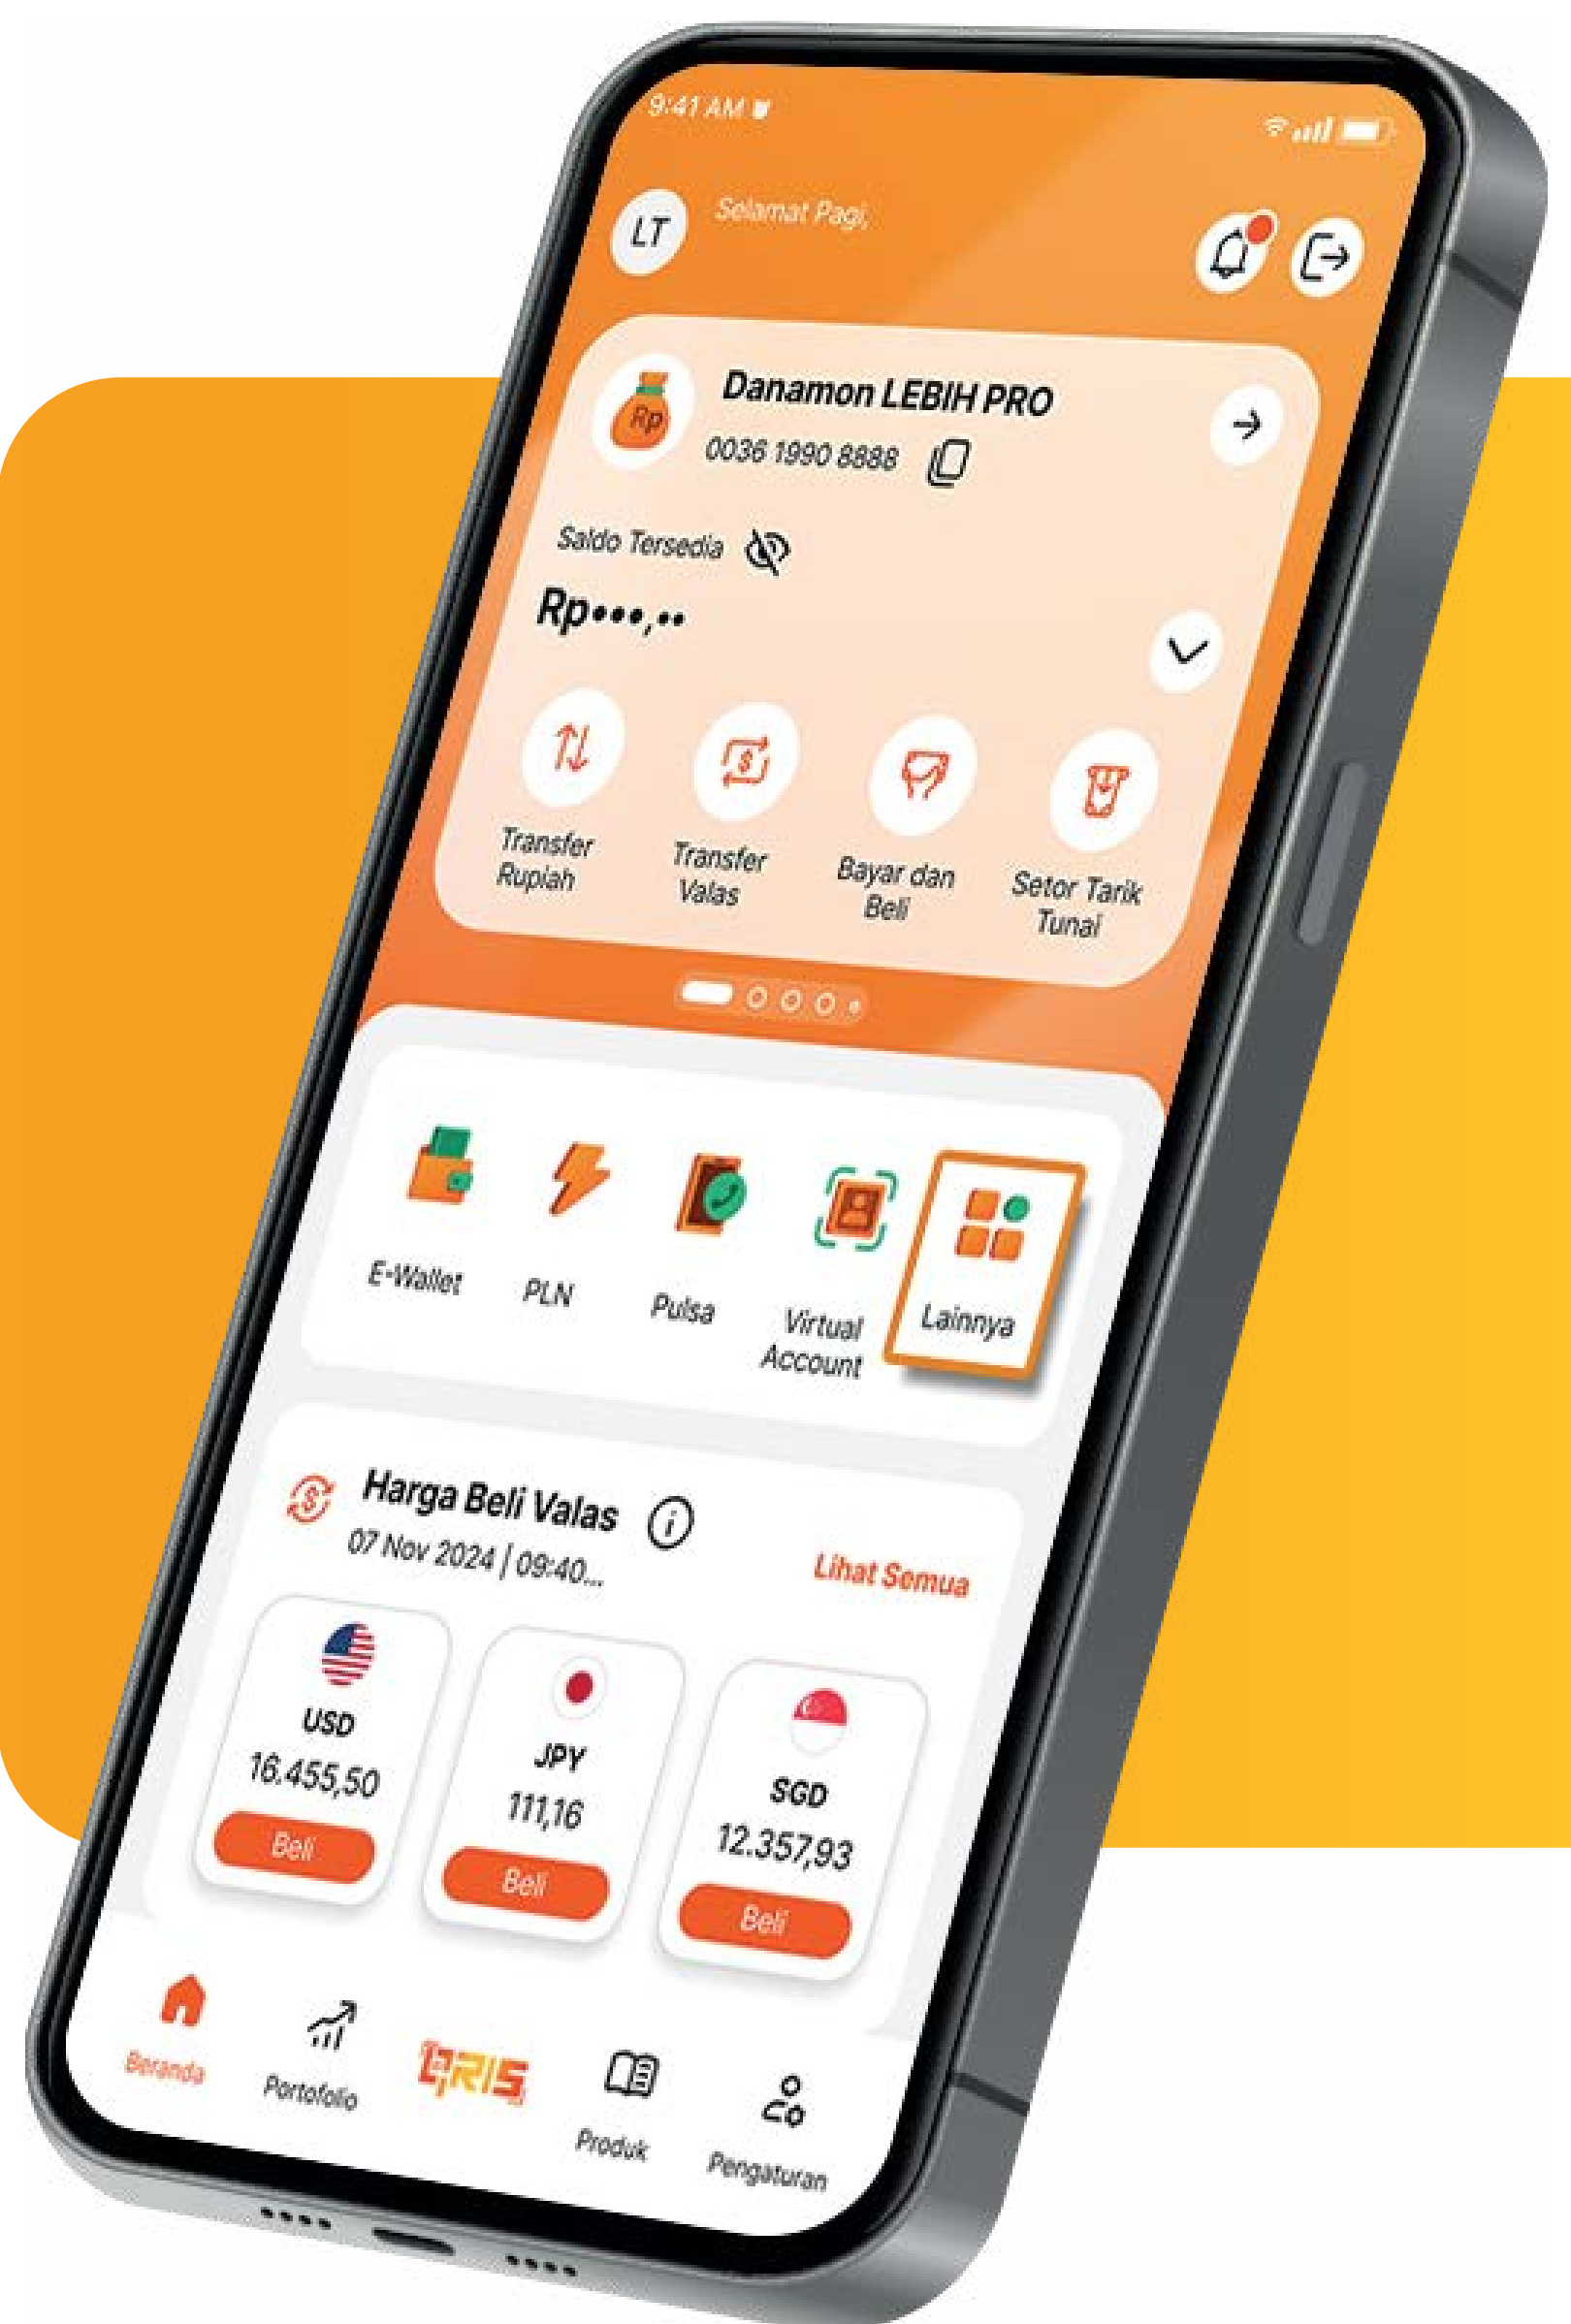 9:41 AM
LT
Selamat Pagi,
Danamon LEBIH PRO
0036 1990 8888
Rp
Saldo Tersedia
Rp•••,••
Transfer Rupiah
Transfer Valas
Bayar dan Beli
Setor Tarik Tunai
E-Wallet
PLN
Pulsa
Virtual Account
Lainnya
Harga Beli Valas
07 Nov 2024 | 09:40...
Lihat Semua
USD
16.455,50
Beli
JPY
111,16
Beli
SGD
12.357,93
Beli
Beranda
Portofolio
QRIS
Produk
Pengaturan